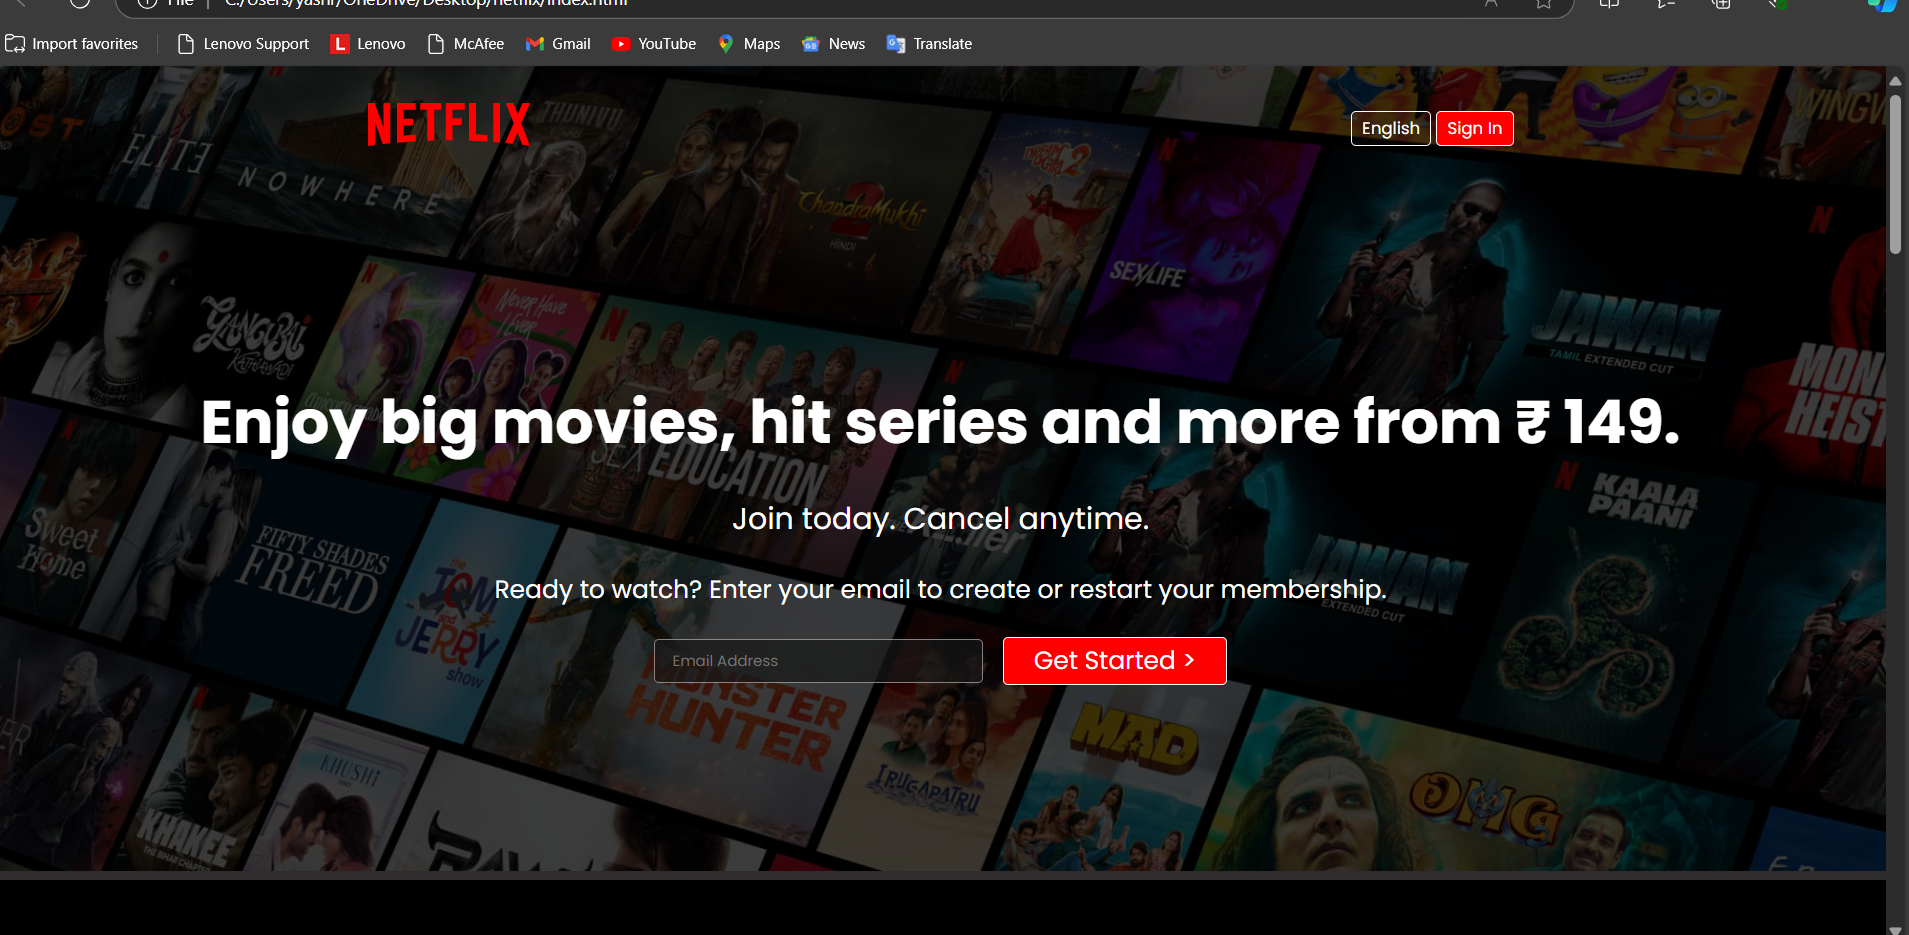 File C:/Users/yashr/OneDrive/Desktop/netflix/index.html
Import favorites Lenovo Support L Lenovo McAfee Gmail YouTube Maps News Translate
NETFLIX
English Sign In
THUNIVU
ELITE
NOWHERE
ChandraMukhi 2
HINDI
SEX/LIFE
JAWAN
TAMIL EXTENDED CUT
GANGUBAI
KATHIAWADI
Never Have I Ever
MONEY
HEIST
Enjoy big movies, hit series and more from ₹ 149.
SEX EDUCATION
KAALA
PAANI
Join today. Cancel anytime.
Sweet
Home
FIFTY SHADES
FREED
JAWAN
EXTENDED CUT
Ready to watch? Enter your email to create or restart your membership.
the
TOM
and
JERRY
show
Email Address Get Started >
MONSTER
HUNTER
MAD
IRUGAPATRU
OMG
KHUSHI
KHAKEE
THE BIHAR CHAPTER